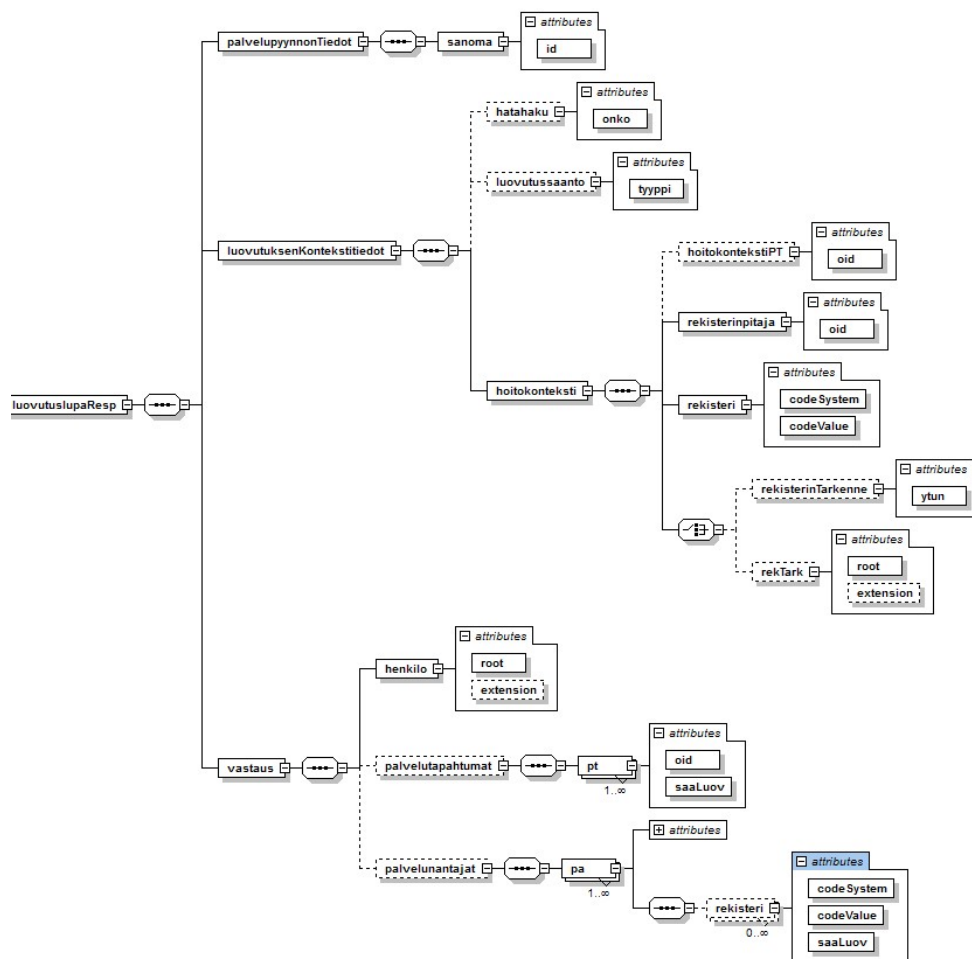 attributes
palvelupyynnonTiedot
sanoma
id
attributes
hatahaku
onko
attributes
luovutussaanto
tyyppi
attributes
luovutuksenKontekstitiedot
hoitokontekstiPT
oid
attributes
rekisterinpitaja
oid
attributes
hoitokonteksti
codeSystem
luovutuslupaResp
rekisteri
codeValue
attributes
rekisterinTarkenne
ytun
attributes
root
rekTark
extension
attributes
henkilo
root
extension
attributes
vastaus
palvelutapahtumat
pt
oid
saaLuov
1..∞
attributes
palvelunantajat
pa
1..∞
attributes
codeSystem
rekisteri
codeValue
0..∞
saaLuov